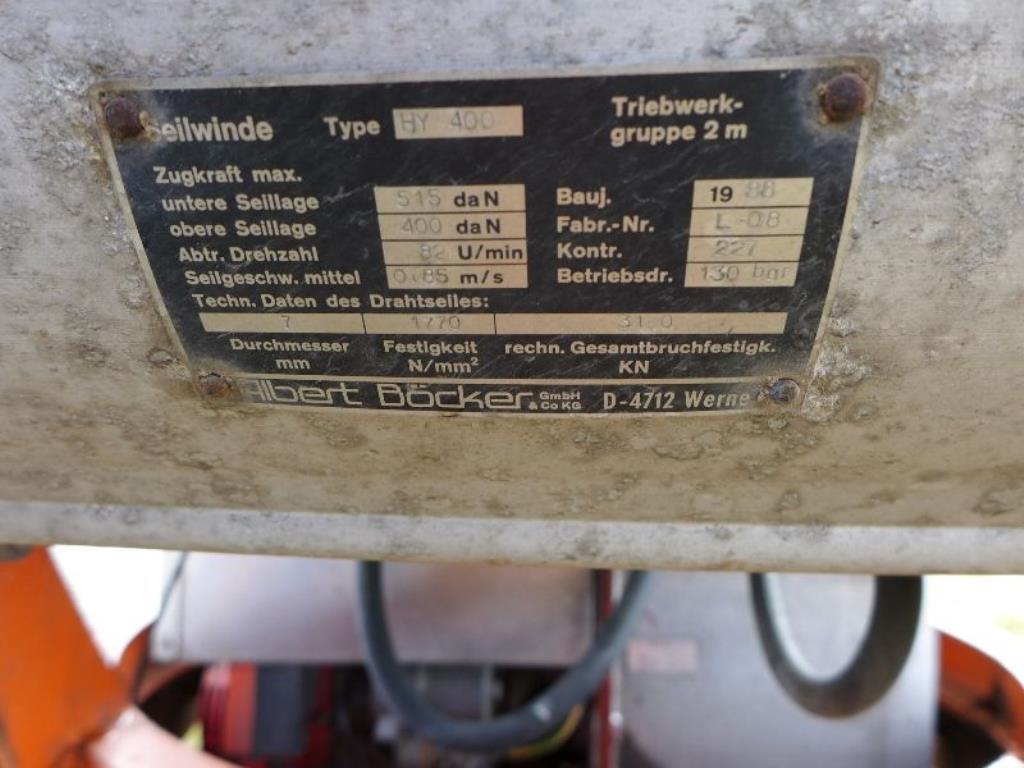 Seilwinde Type HY 400 Triebwerk-
gruppe 2 m
Zugkraft max.
untere Seillage 515 daN Bauj. 1988
obere Seillage 400 daN Fabr.-Nr. L-08
Abtr. Drehzahl 82 U/min Kontr. 227
Seilgeschw. mittel 0.85 m/s Betriebsdr. 130 bar
Techn. Daten des Drahtselles:
7 1770 31.0
Durchmesser Festigkeit rechn. Gesamtbruchfestigk.
mm N/mm² KN
Albert Böcker GmbH & Co KG D-4712 Werne